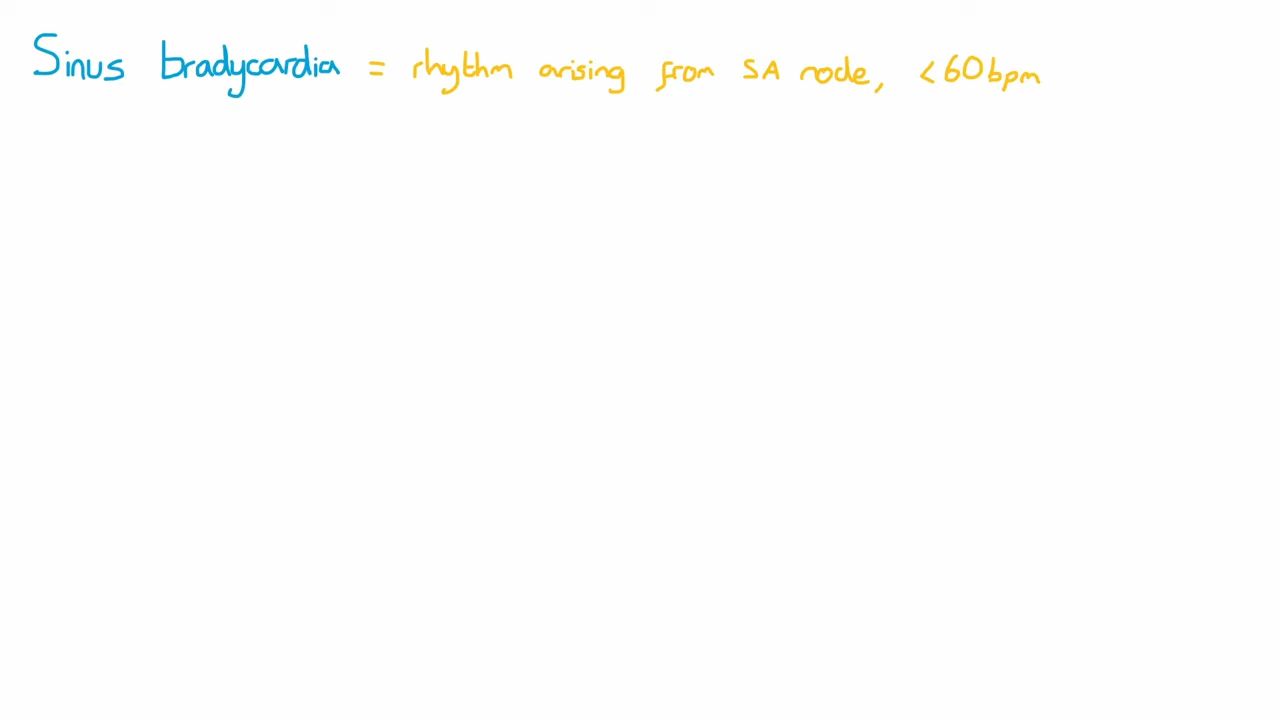 Sinus bradycardia = rhythm arising from SA node, <60bpm